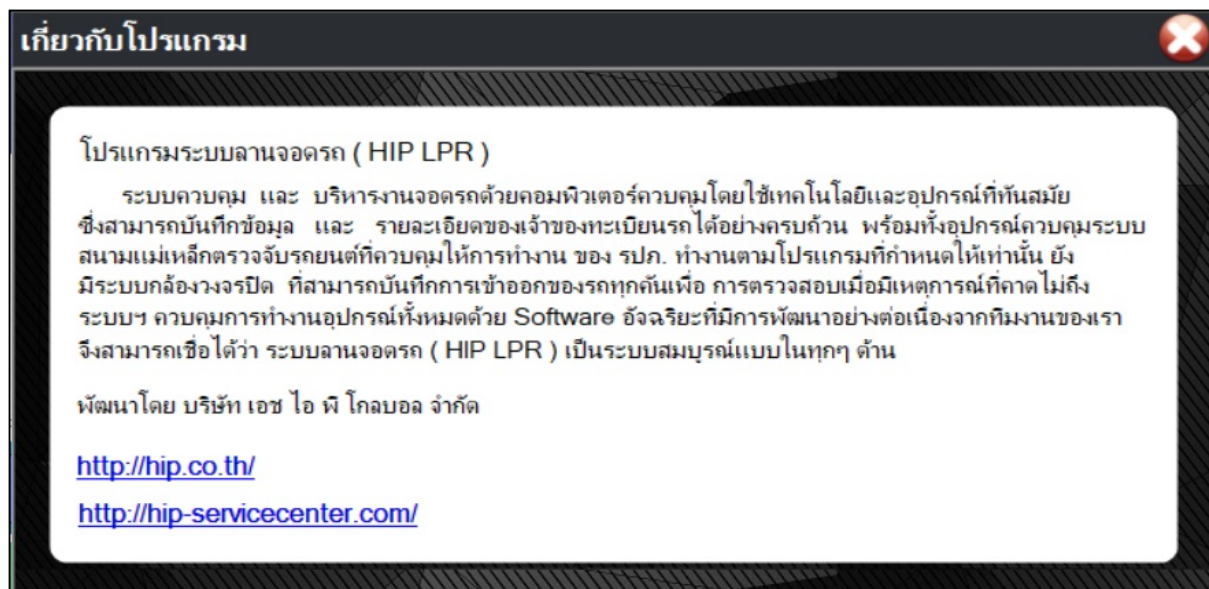 เกี่ยวกับโปรแกรม
โปรแกรมระบบลานจอดรถ ( HIP LPR )
ระบบควบคุม และ บริหารงานจอดรถด้วยคอมพิวเตอร์ควบคุมโดยใช้เทคโนโลยีและอุปกรณ์ที่ทันสมัย
ซึ่งสามารถบันทึกข้อมูล และ รายละเอียดของเจ้าของทะเบียนรถได้อย่างครบถ้วน พร้อมทั้งอุปกรณ์ควบคุมระบบ
สนามแม่เหล็กตรวจจับรถยนต์ที่ควบคุมให้การทำงาน ของ รปภ. ทำงานตามโปรแกรมที่กำหนดให้เท่านั้น ยัง
มีระบบกล้องวงจรปิด ที่สามารถบันทึกการเข้าออกของรถทุกคันเพื่อ การตรวจสอบเมื่อมีเหตุการณ์ที่คาดไม่ถึง
ระบบฯ ควบคุมการทำงานอุปกรณ์ทั้งหมดด้วย Software อัจฉริยะที่มีการพัฒนาอย่างต่อเนื่องจากทีมงานของเรา
จึงสามารถเชื่อได้ว่า ระบบลานจอดรถ ( HIP LPR ) เป็นระบบสมบูรณ์แบบในทุกๆ ด้าน
พัฒนาโดย บริษัท เอช ไอ พี โกลบอล จำกัด
http://hip.co.th/
http://hip-servicecenter.com/